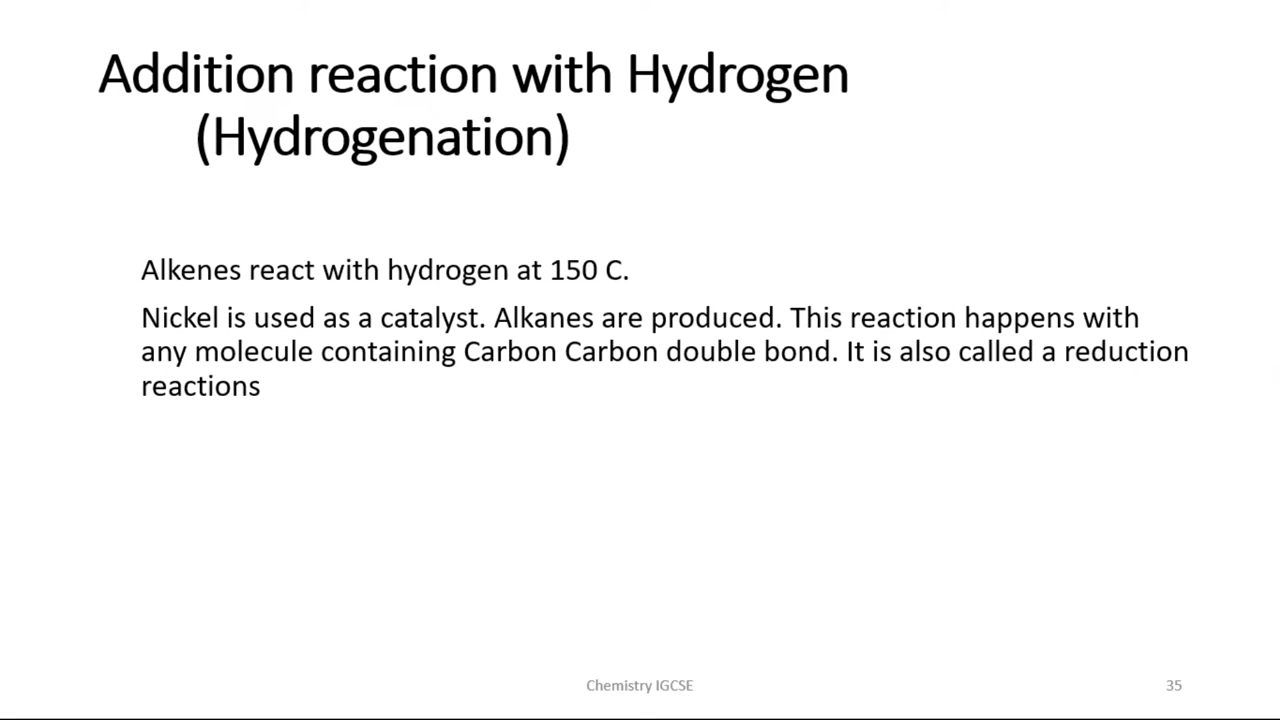 Addition reaction with Hydrogen
(Hydrogenation)
Alkenes react with hydrogen at 150 C.
Nickel is used as a catalyst. Alkanes are produced. This reaction happens with
any molecule containing Carbon Carbon double bond. It is also called a reduction
reactions
Chemistry IGCSE
35